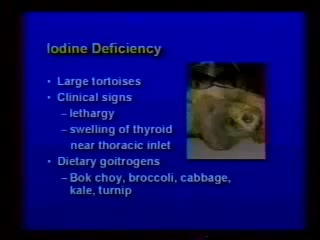 Iodine Deficiency
• Large tortoises
• Clinical signs
– lethargy
– swelling of thyroid
near thoracic inlet
• Dietary goitrogens
– Bok choy, broccoli, cabbage,
kale, turnip